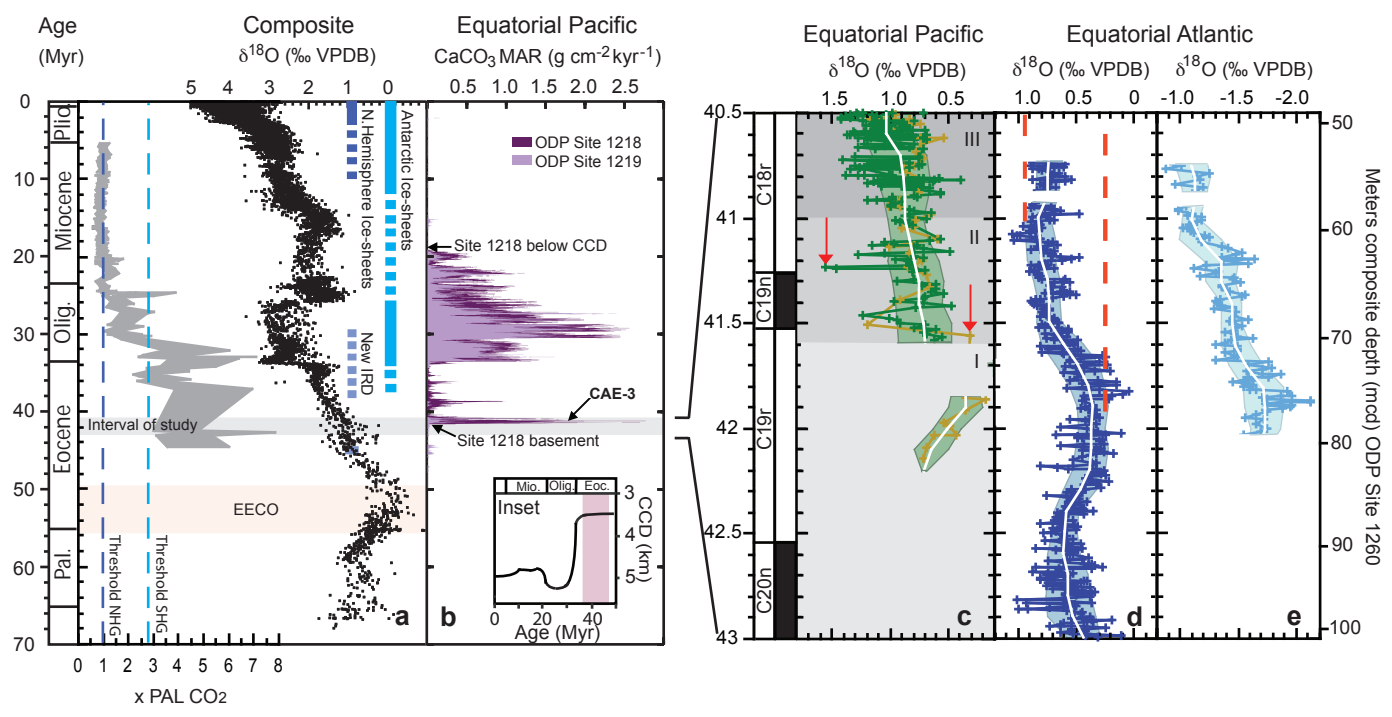 Age
(Myr)
Composite
δ18O (‰ VPDB)
5 4 3 2 1 0
Equatorial Pacific
CaCO3 MAR (g cm-2 kyr-1)
0.5 1.0 1.5 2.0 2.5
Equatorial Pacific
δ18O (‰ VPDB)
1.5 1.0 0.5
Equatorial Atlantic
δ18O (‰ VPDB)
1.0 0.5 0
δ18O (‰ VPDB)
-1.0 -1.5 -2.0
0
10
20
30
40
50
60
70
Plio.
Miocene
Olig.
Eocene
Pal.
N. Hemisphere Ice-sheets
Antarctic Ice-sheets
New IRD
Interval of study
EECO
Threshold NHG
Threshold SHG
a
0 1 2 3 4 5 6 7 8
x PAL CO2
ODP Site 1218
ODP Site 1219
Site 1218 below CCD
CAE-3
Site 1218 basement
b
Inset
Mio. Olig. Eoc.
3
4
5
CCD (km)
0 20 40
Age (Myr)
40.5
41
41.5
42
42.5
43
C18r
C19n
C19r
C20n
III
II
I
c
d
e
50
60
70
80
90
100
Meters composite depth (mcd) ODP Site 1260